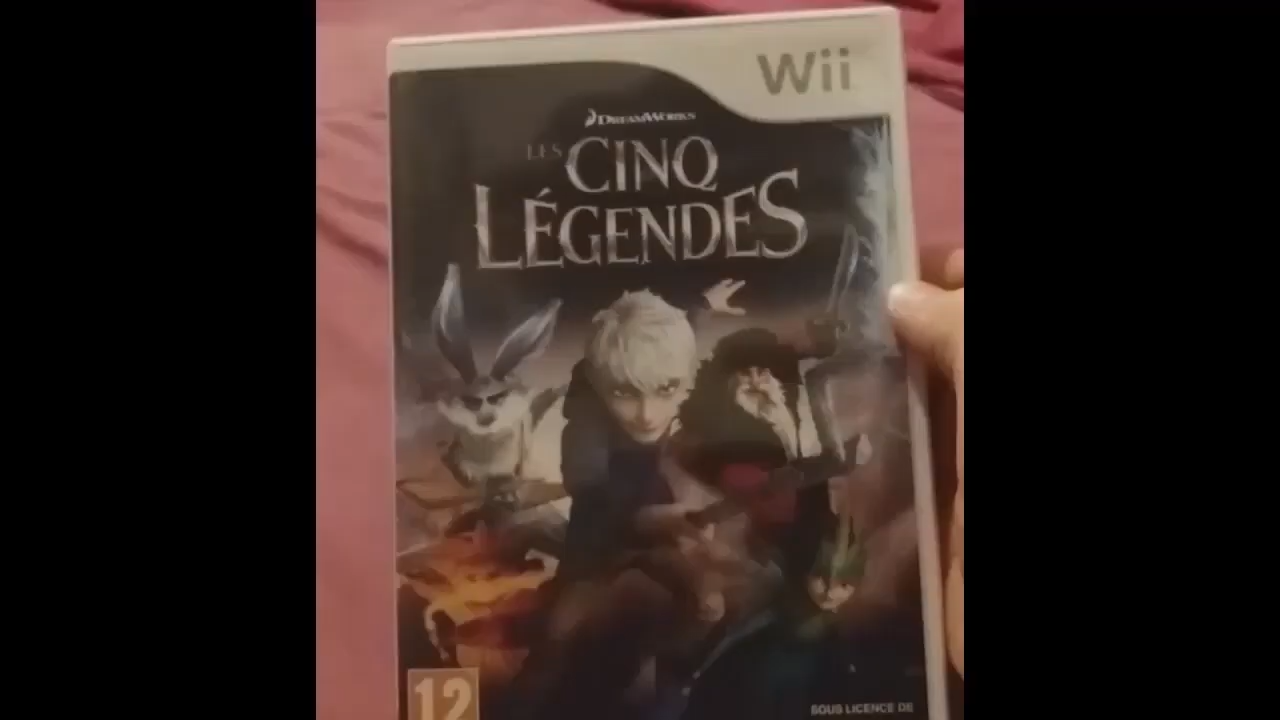 Wii
DREAMWORKS
LES CINQ
LÉGENDES
12
SOUS LICENCE DE